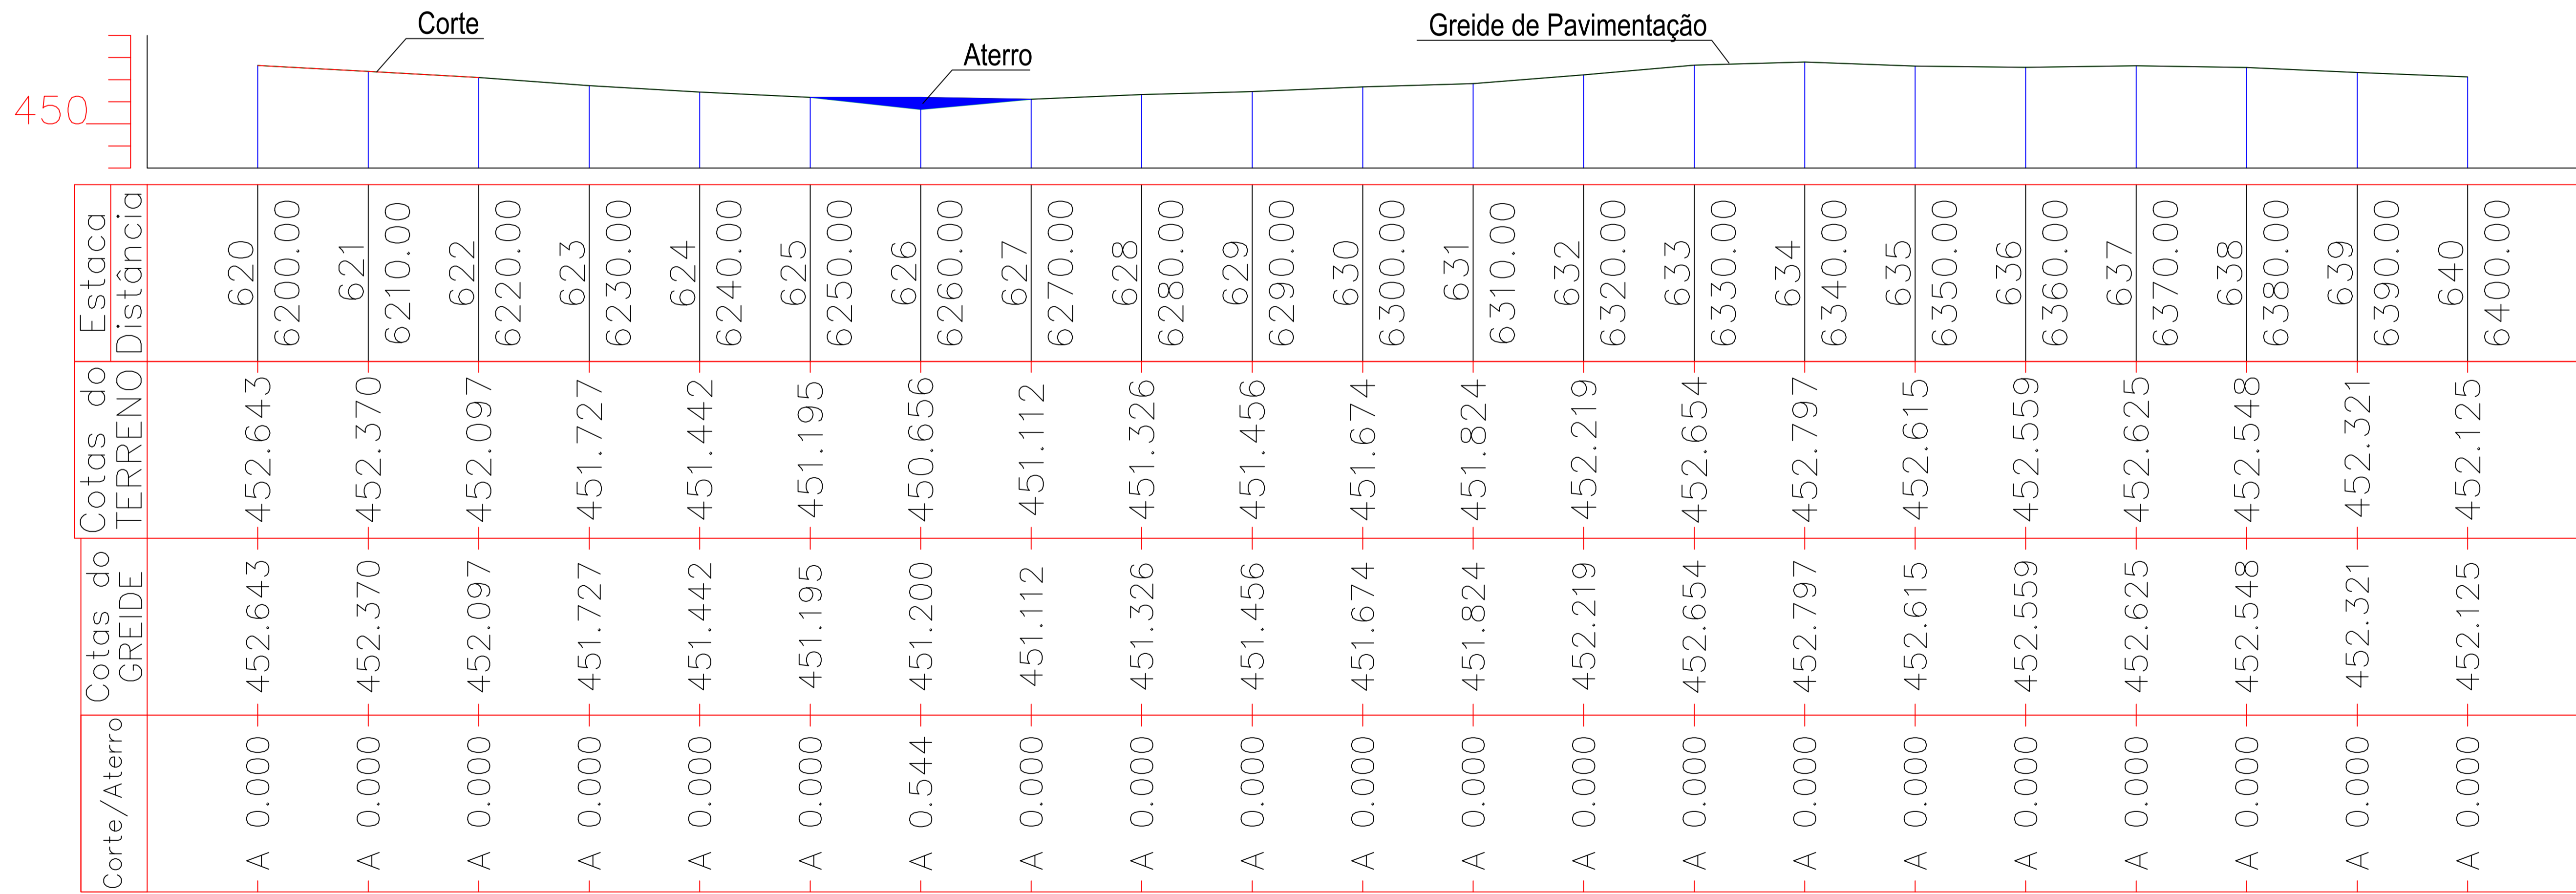 Corte
Aterro
Greide de Pavimentação
450
Estaca
620 621 622 623 624 625 626 627 628 629 630 631 632 633 634 635 636 637 638 639 640
Distância
6200.00 6210.00 6220.00 6230.00 6240.00 6250.00 6260.00 6270.00 6280.00 6290.00 6300.00 6310.00 6320.00 6330.00 6340.00 6350.00 6360.00 6370.00 6380.00 6390.00 6400.00
Cotas do
TERRENO
452.643 452.370 452.097 451.727 451.442 451.195 450.656 451.112 451.326 451.456 451.674 451.824 452.219 452.654 452.797 452.615 452.559 452.625 452.548 452.321 452.125
Cotas do
GREIDE
452.643 452.370 452.097 451.727 451.442 451.195 451.200 451.112 451.326 451.456 451.674 451.824 452.219 452.654 452.797 452.615 452.559 452.625 452.548 452.321 452.125
Corte/Aterro
A 0.000 A 0.000 A 0.000 A 0.000 A 0.000 A 0.000 A 0.544 A 0.000 A 0.000 A 0.000 A 0.000 A 0.000 A 0.000 A 0.000 A 0.000 A 0.000 A 0.000 A 0.000 A 0.000 A 0.000 A 0.000